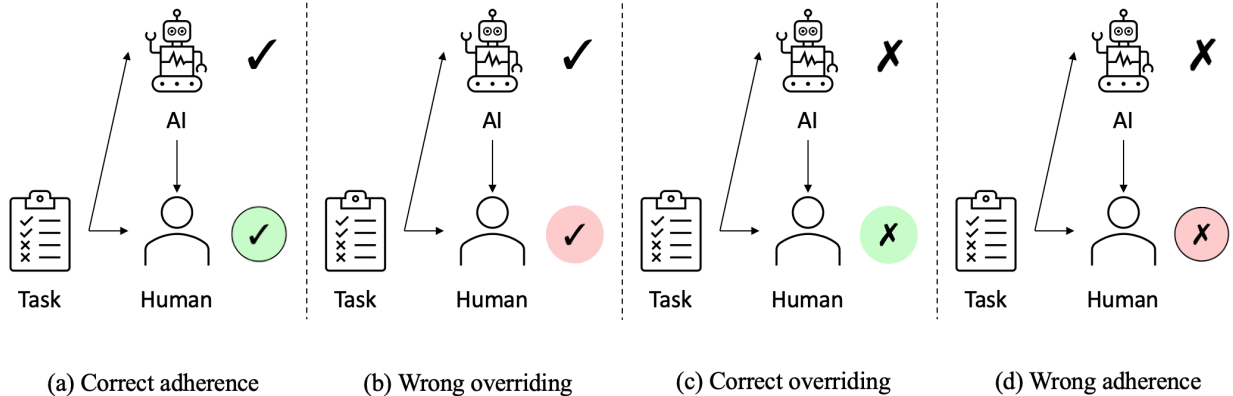 AI
AI
AI
AI
Task
Human
Task
Human
Task
Human
Task
Human
(a) Correct adherence
(b) Wrong overriding
(c) Correct overriding
(d) Wrong adherence